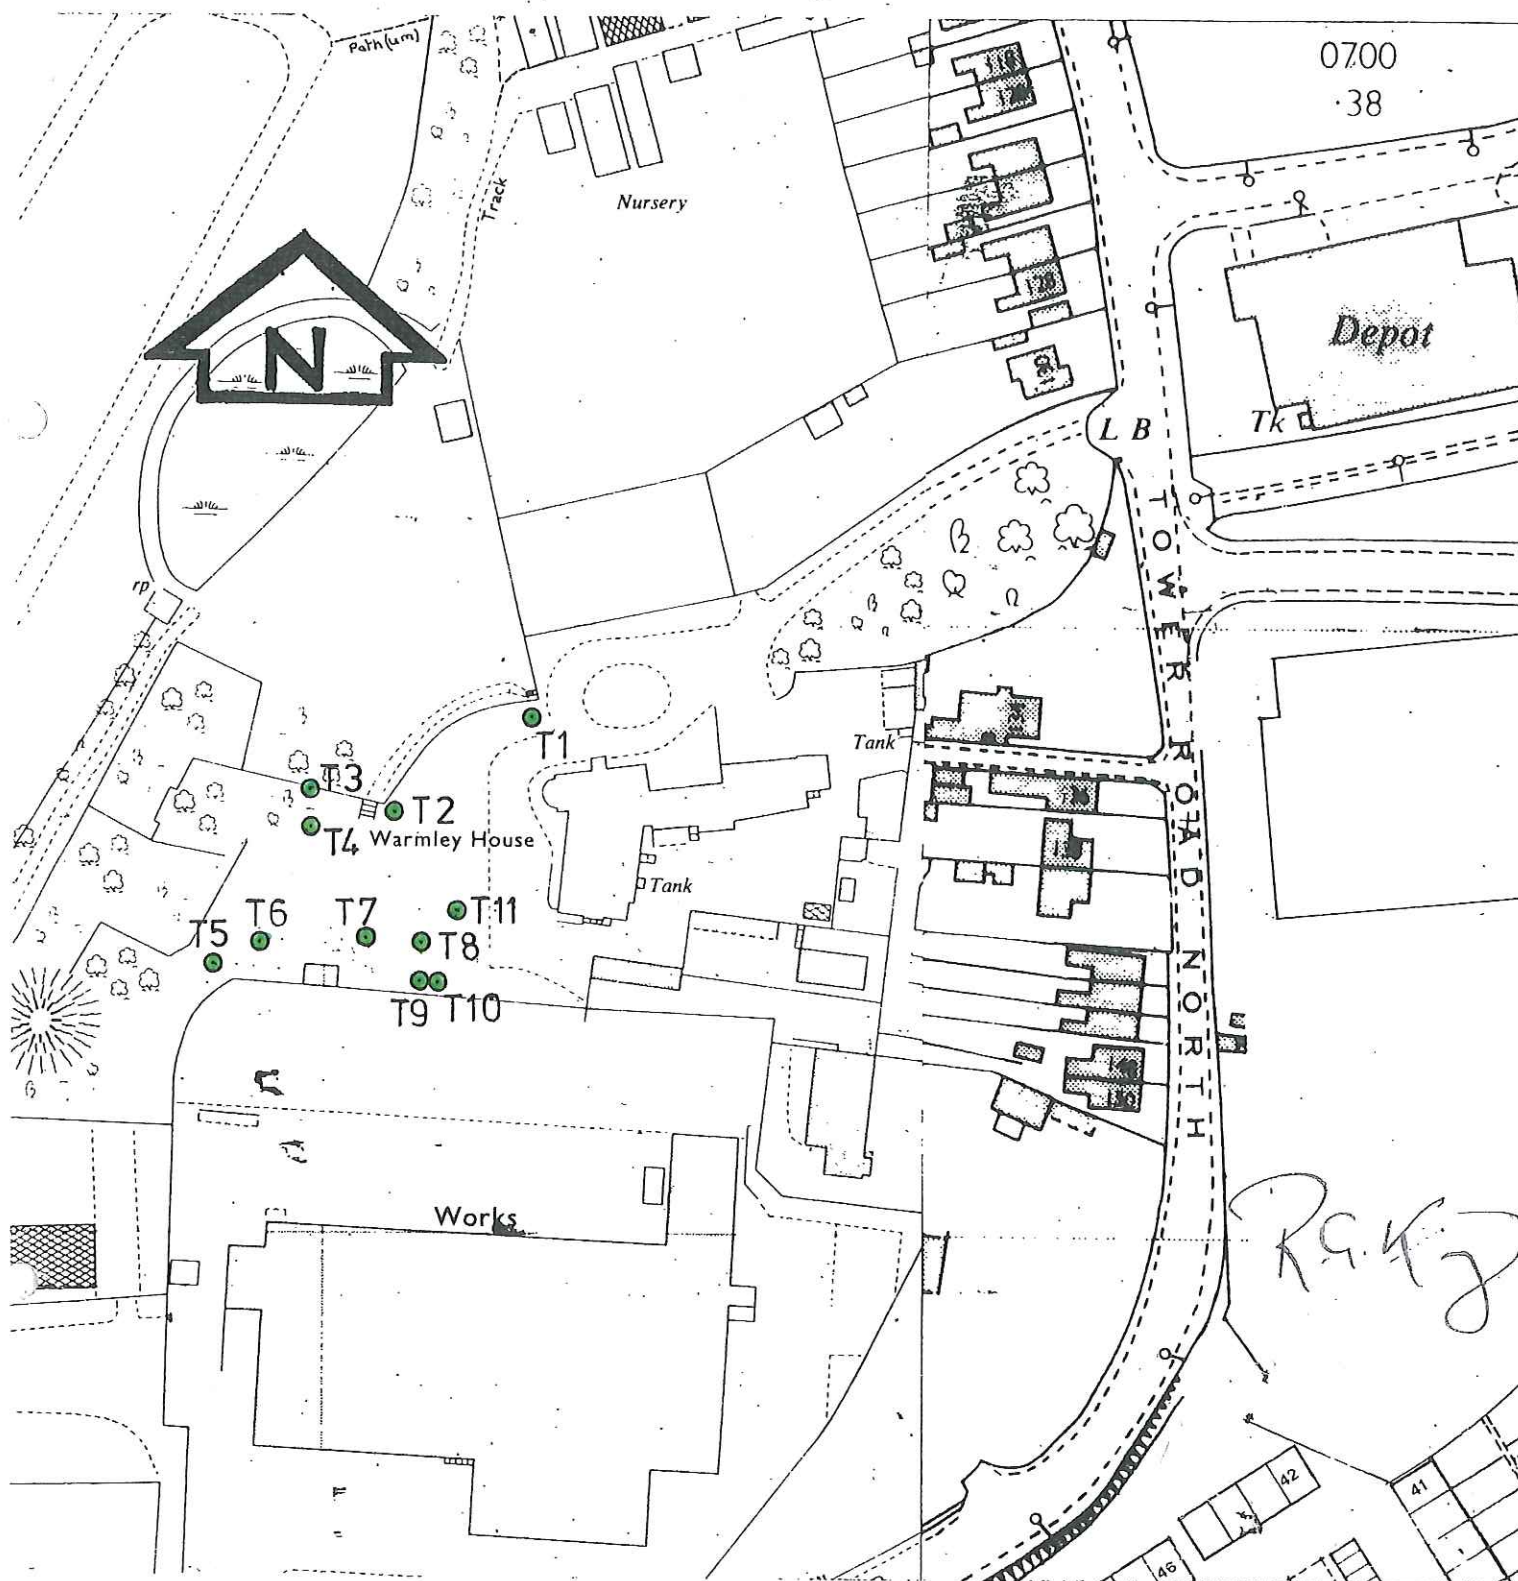 Path (um)
0700
·38
Track
Nursery
N
Depot
L B
Tk
TOWER ROAD NORTH
rp
T1
Tank
T3
T2
T4
Warmley House
Tank
T11
T7
T6
T5
T8
T9
T10
Works
42
41
46